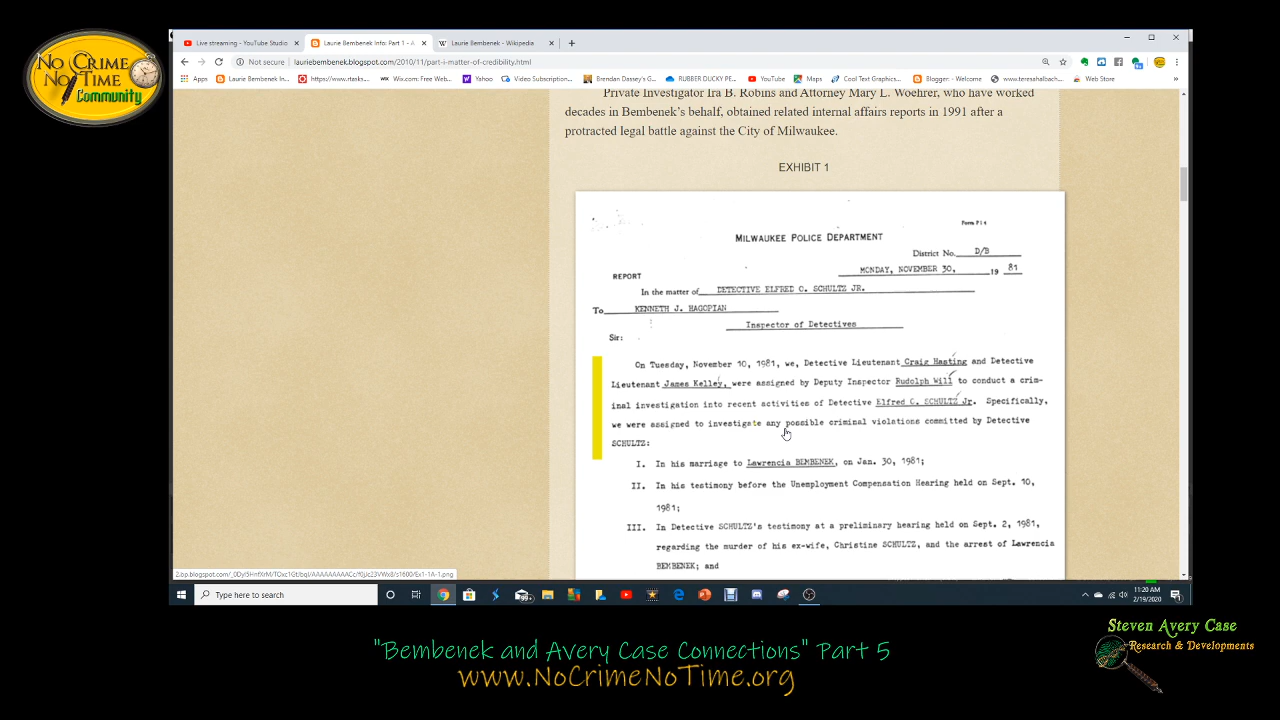 No Crime
No Time
Community
Live streaming - YouTube Studio
Laurie Bembenek Info: Part 1 - A
Laurie Bembenek - Wikipedia
Not secure
lauriebembenek.blogspot.com/2010/11/part-i-matter-of-credibility.html
Apps
Laurie Bembenek In...
https://www.rtasks...
Wix.com: Free Web...
Yahoo
Video Subscription...
Brendan Dassey's G...
RUBBER DUCKY PE...
YouTube
Maps
Cool Text Graphics...
Blogger: - Welcome
www.teresahalbach...
Web Store
Private Investigator Ira B. Robins and Attorney Mary L. Woehrer, who have worked
decades in Bembenek's behalf, obtained related internal affairs reports in 1991 after a
protracted legal battle against the City of Milwaukee.
EXHIBIT 1
MILWAUKEE POLICE DEPARTMENT
District No. D/B
MONDAY, NOVEMBER 30, 19 81
REPORT
In the matter of DETECTIVE ELFRED O. SCHULTZ JR.
To KENNETH J. HAGOPIAN
Inspector of Detectives
Sir:
On Tuesday, November 10, 1981, we, Detective Lieutenant Craig Hasting and Detective
Lieutenant James Kelley, were assigned by Deputy Inspector Rudolph Will to conduct a crim-
inal investigation into recent activities of Detective Elfred O. SCHULTZ Jr. Specifically,
we were assigned to investigate any possible criminal violations committed by Detective
SCHULTZ:
I. In his marriage to Lawrencia BEMBENEK, on Jan. 30, 1981;
II. In his testimony before the Unemployment Compensation Hearing held on Sept. 10,
1981;
III. In Detective SCHULTZ's testimony at a preliminary hearing held on Sept. 2, 1981,
regarding the murder of his ex-wife, Christine SCHULTZ, and the arrest of Lawrencia
BEMBENEK; and
Type here to search
11:20 AM
2/19/2020
"Bembenek and Avery Case Connections" Part 5
www.NoCrimeNoTime.org
Steven Avery Case
Research & Developments